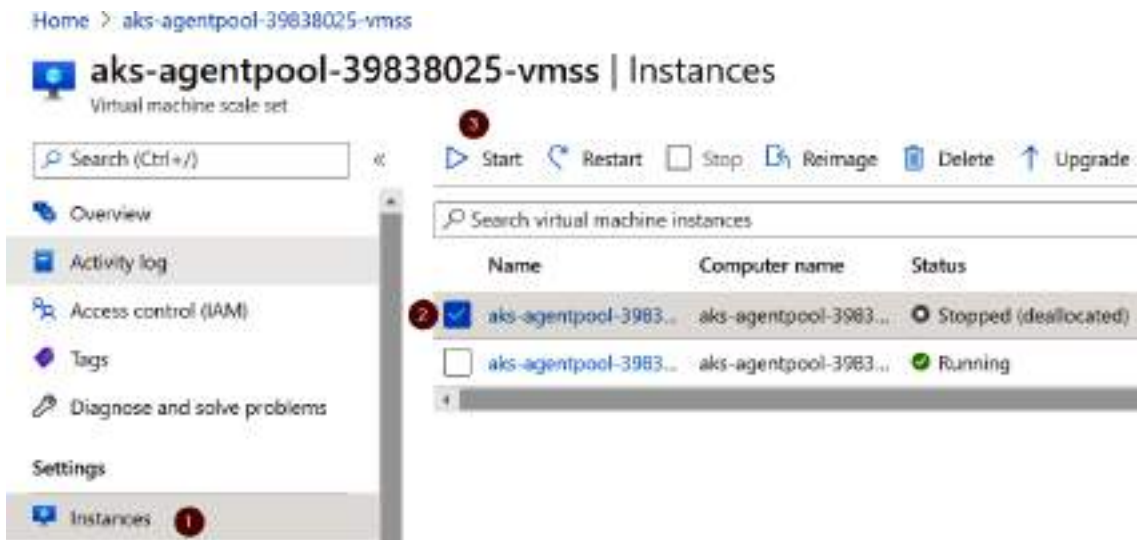 Home > aks-agentpool-39838025-vmss
aks-agentpool-39838025-vmss | Instances
Virtual machine scale set
3
Search (Ctrl+/) «
Start Restart Stop Reimage Delete Upgrade
Overview
Search virtual machine instances
Activity log
Name Computer name Status
Access control (IAM)
2 aks-agentpool-3983... aks-agentpool-3983... Stopped (deallocated)
Tags
aks-agentpool-3983... aks-agentpool-3983... Running
Diagnose and solve problems
Settings
Instances 1